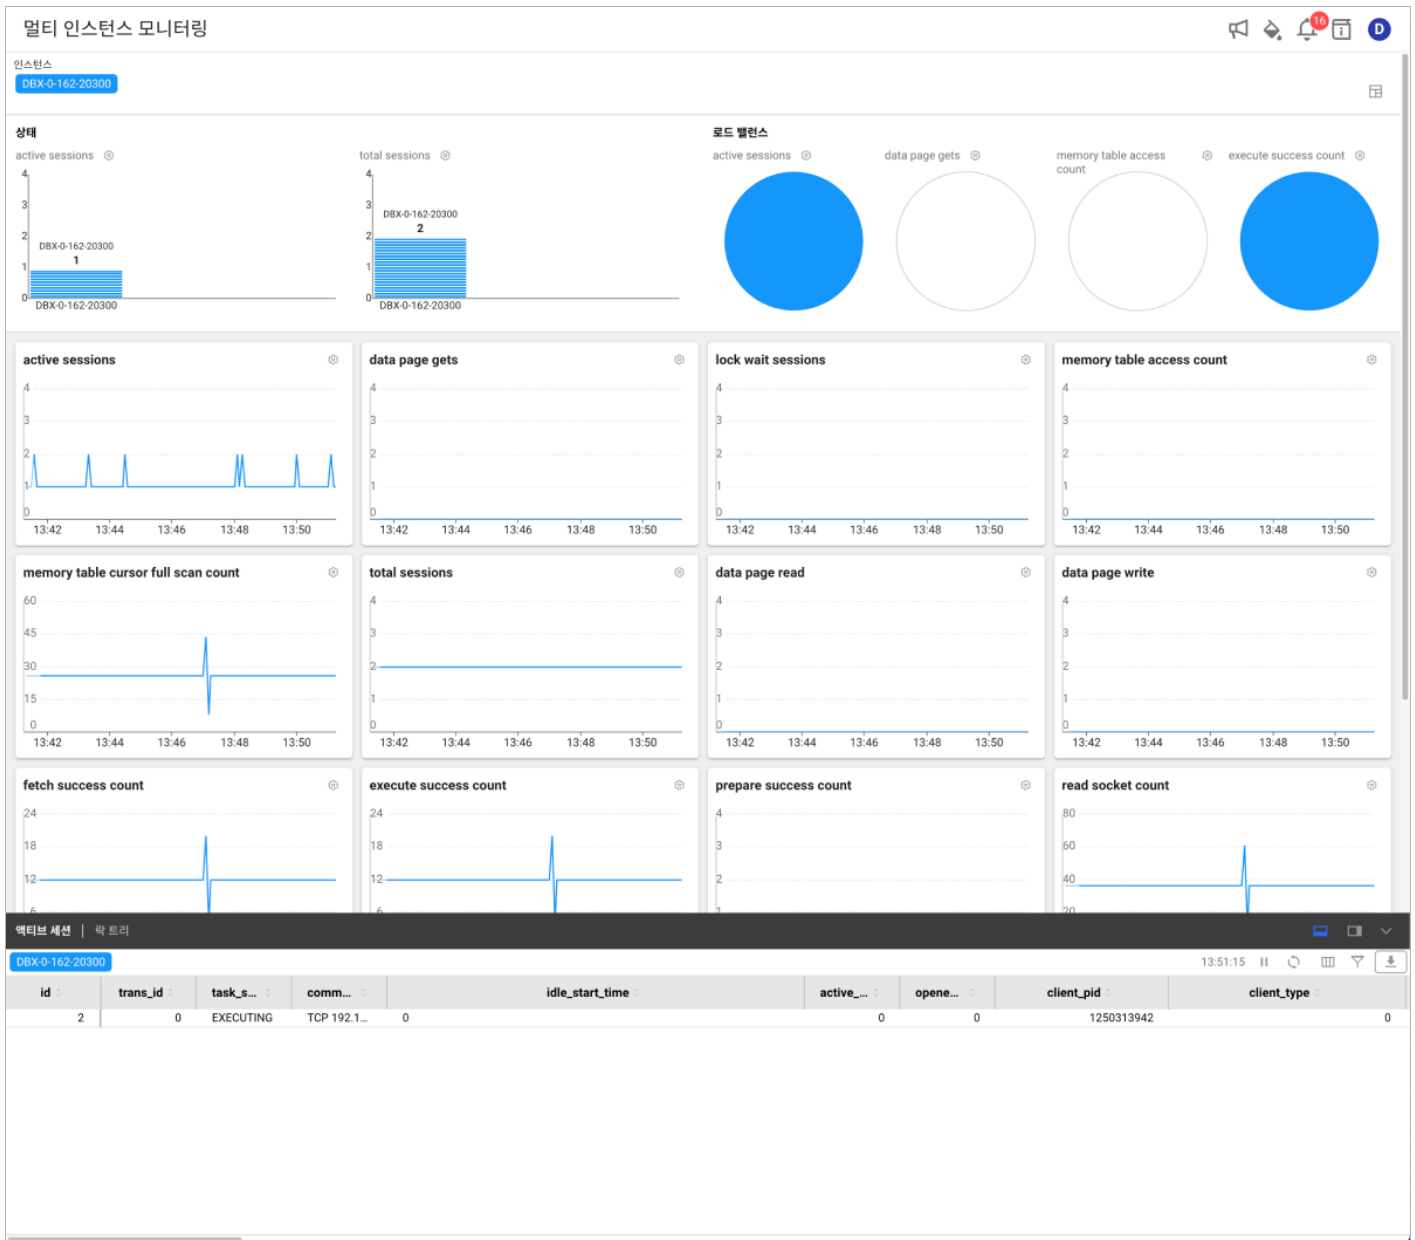 멀티 인스턴스 모니터링
16
D
인스턴스
DBX-0-162-20300
상태
active sessions
4
3
2
1
0
DBX-0-162-20300
1
DBX-0-162-20300
total sessions
4
3
2
1
0
DBX-0-162-20300
2
DBX-0-162-20300
로드 밸런스
active sessions
data page gets
memory table access
count
execute success count
active sessions
4
3
2
1
0
13:42 13:44 13:46 13:48 13:50
data page gets
4
3
2
1
0
13:42 13:44 13:46 13:48 13:50
lock wait sessions
4
3
2
1
0
13:42 13:44 13:46 13:48 13:50
memory table access count
4
3
2
1
0
13:42 13:44 13:46 13:48 13:50
memory table cursor full scan count
60
45
30
15
0
13:42 13:44 13:46 13:48 13:50
total sessions
4
3
2
1
0
13:42 13:44 13:46 13:48 13:50
data page read
4
3
2
1
0
13:42 13:44 13:46 13:48 13:50
data page write
4
3
2
1
0
13:42 13:44 13:46 13:48 13:50
fetch success count
24
18
12
6
execute success count
24
18
12
6
prepare success count
4
3
2
1
read socket count
80
60
40
20
액티브 세션 | 락 트리
DBX-0-162-20300
13:51:15
id trans_id task_s... comm... idle_start_time active_... opene... client_pid client_type
2 0 EXECUTING TCP 192.1... 0 0 0 1250313942 0